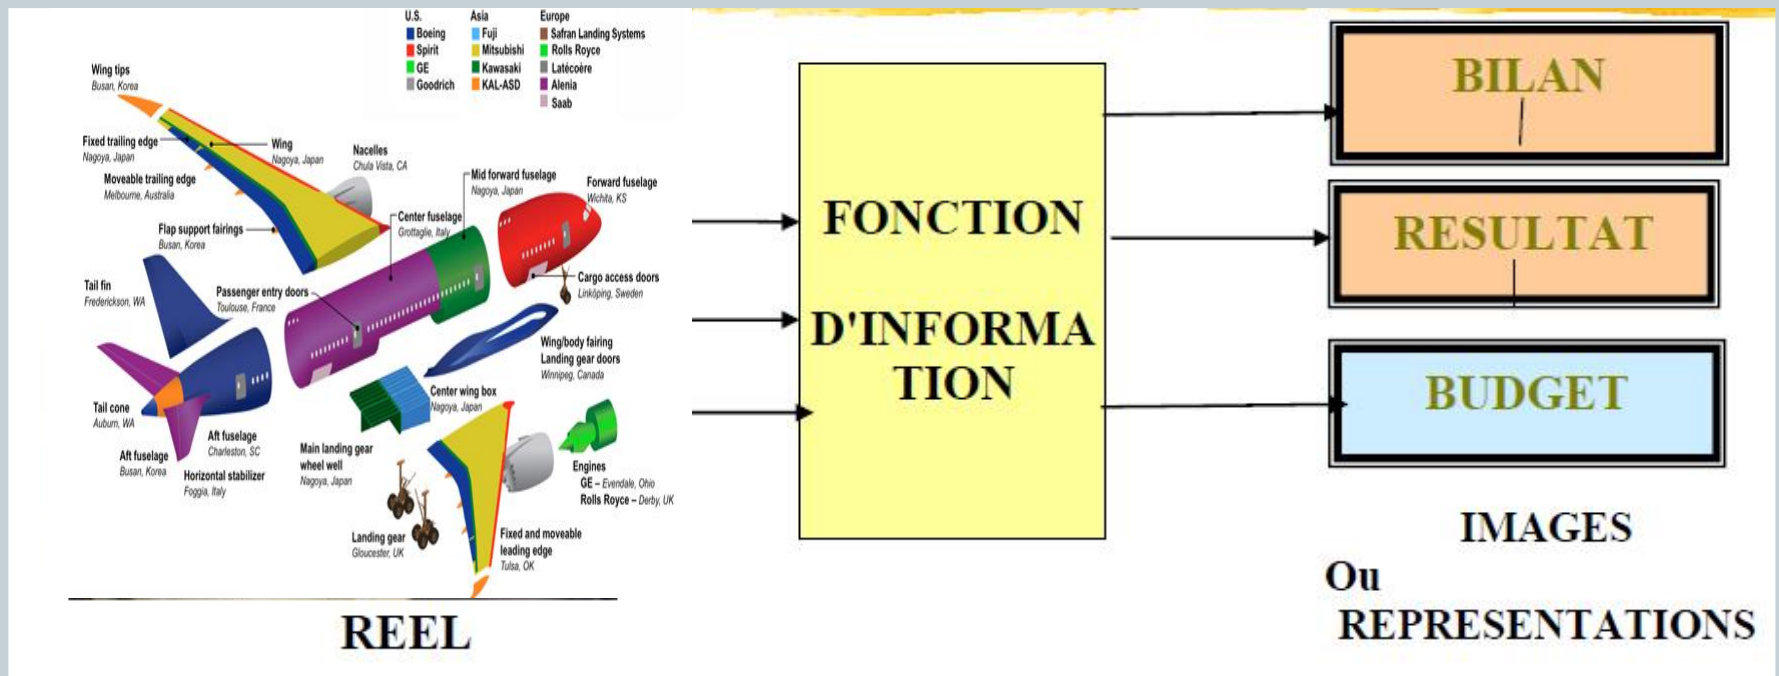 U.S.
Boeing
Spirit
GE
Goodrich
Asia
Fuji
Mitsubishi
Kawasaki
KAL-ASD
Europe
Safran Landing Systems
Rolls Royce
Latécoère
Alenia
Saab
Wing tips
Busan, Korea
Fixed trailing edge
Nagoya, Japan
Wing
Nagoya, Japan
Nacelles
Chula Vista, CA
Moveable trailing edge
Melbourne, Australia
Mid forward fuselage
Nagoya, Japan
Forward fuselage
Wichita, KS
Center fuselage
Grottaglie, Italy
Flap support fairings
Busan, Korea
Tail fin
Frederickson, WA
Passenger entry doors
Toulouse, France
Cargo access doors
Linköping, Sweden
Wing/body fairing
Landing gear doors
Winnipeg, Canada
Center wing box
Nagoya, Japan
Tail cone
Auburn, WA
Aft fuselage
Charleston, SC
Aft fuselage
Busan, Korea
Horizontal stabilizer
Foggia, Italy
Main landing gear
wheel well
Nagoya, Japan
Engines
GE – Evendale, Ohio
Rolls Royce – Derby, UK
Landing gear
Gloucester, UK
Fixed and moveable
leading edge
Tulsa, OK
REEL
FONCTION
D'INFORMA
TION
BILAN
RESULTAT
BUDGET
IMAGES
Ou
REPRESENTATIONS